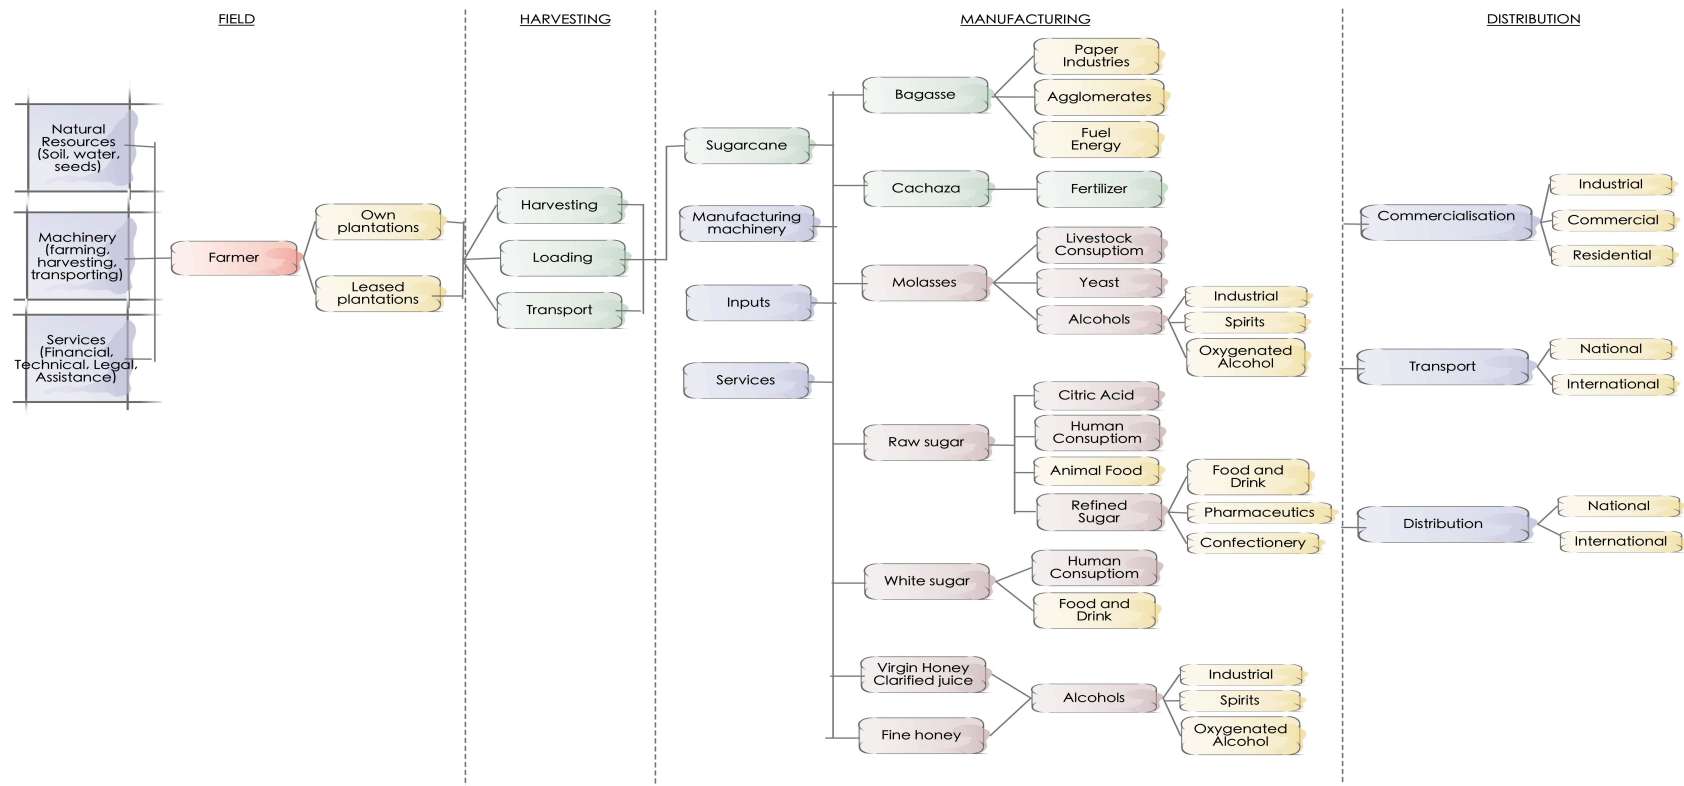 FIELD
HARVESTING
MANUFACTURING
DISTRIBUTION
Natural
Resources
(Soil, water,
seeds)
Machinery
(farming,
harvesting,
transporting)
Services
(Financial,
Technical, Legal,
Assistance)
Farmer
Own
plantations
Leased
plantations
Harvesting
Loading
Transport
Sugarcane
Manufacturing
machinery
Inputs
Services
Bagasse
Paper
Industries
Agglomerates
Fuel
Energy
Cachaza
Fertilizer
Molasses
Livestock
Consuptiom
Yeast
Alcohols
Industrial
Spirits
Oxygenated
Alcohol
Raw sugar
Citric Acid
Human
Consuptiom
Animal Food
Refined
Sugar
Food and
Drink
Pharmaceutics
Confectionery
White sugar
Human
Consuptiom
Food and
Drink
Virgin Honey
Clarified juice
Fine honey
Alcohols
Industrial
Spirits
Oxygenated
Alcohol
Commercialisation
Industrial
Commercial
Residential
Transport
National
International
Distribution
National
International